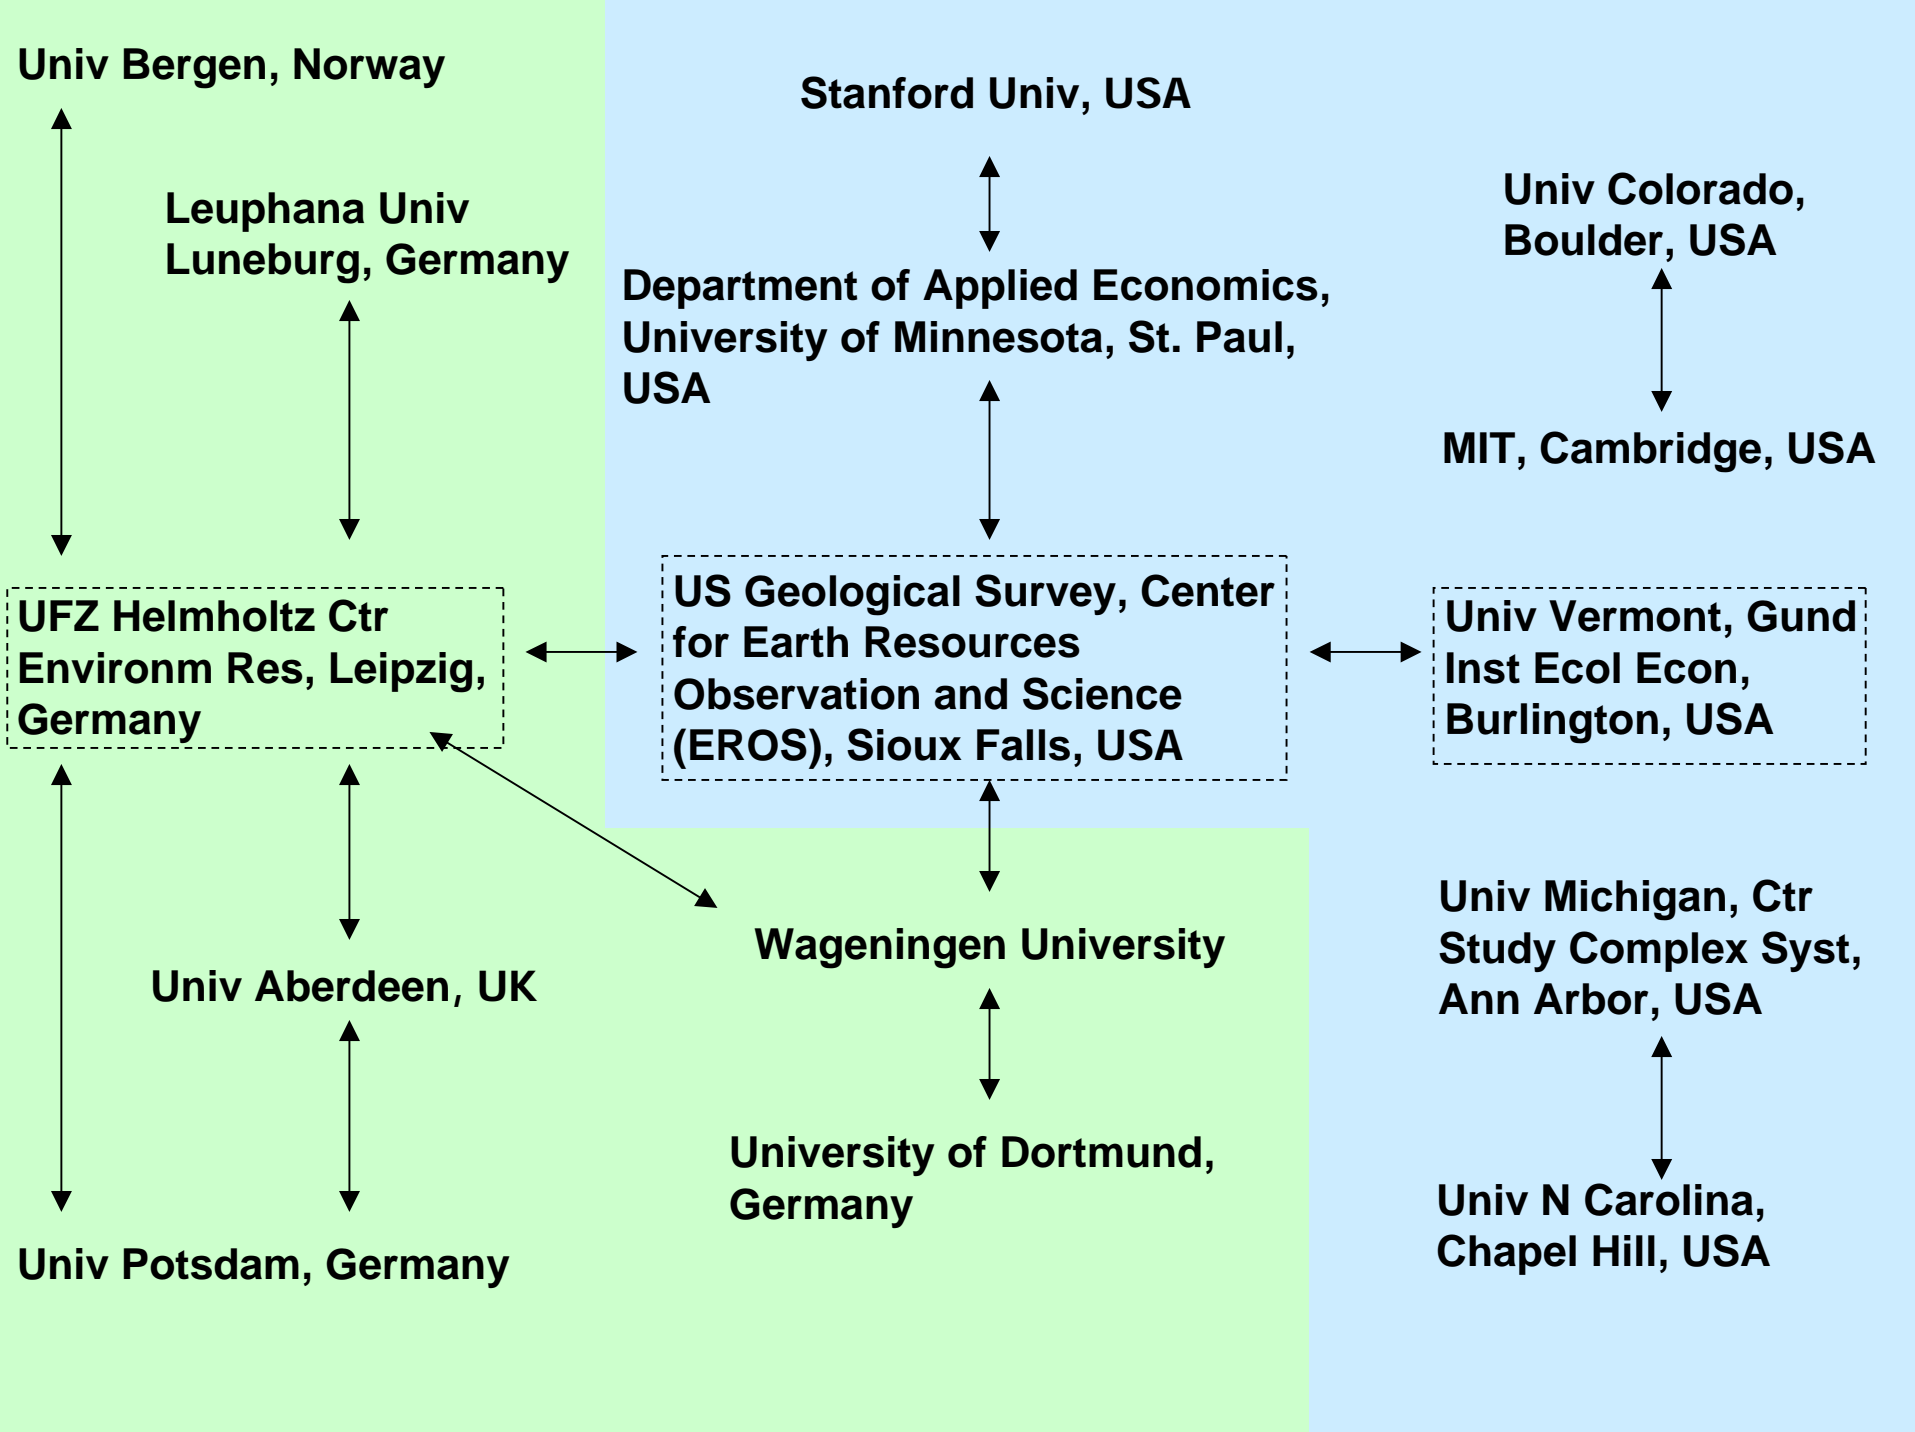 Univ Bergen, Norway
Stanford Univ, USA
Leuphana Univ
Luneburg, Germany
Univ Colorado,
Boulder, USA
Department of Applied Economics,
University of Minnesota, St. Paul,
USA
MIT, Cambridge, USA
UFZ Helmholtz Ctr
Environm Res, Leipzig,
Germany
US Geological Survey, Center
for Earth Resources
Observation and Science
(EROS), Sioux Falls, USA
Univ Vermont, Gund
Inst Ecol Econ,
Burlington, USA
Univ Aberdeen, UK
Wageningen University
Univ Michigan, Ctr
Study Complex Syst,
Ann Arbor, USA
Univ Potsdam, Germany
University of Dortmund,
Germany
Univ N Carolina,
Chapel Hill, USA